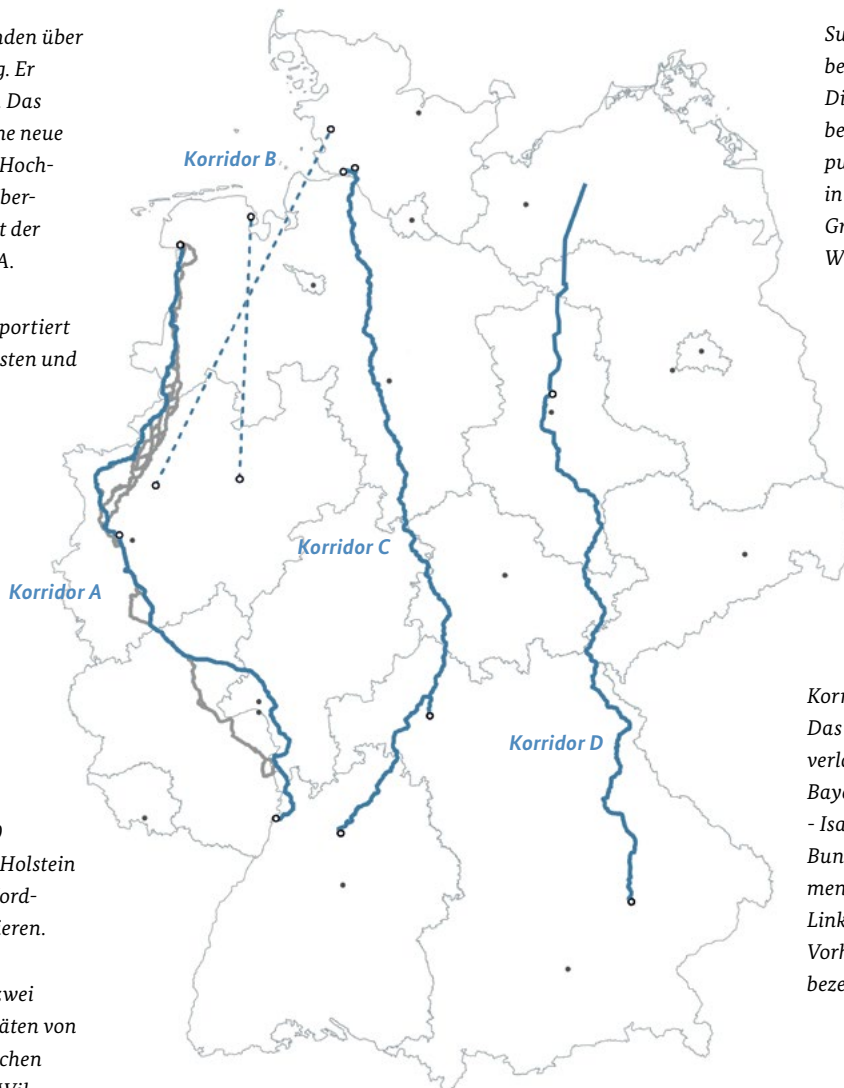 nden über
g. Er
Das
ne neue
Hoch-
ber-
t der
A.
portiert
sten und
Holstein
ord-
ieren.
wei
äten von
chen
Korridor B
Korridor C
Korridor A
Korridor D
Su
be
Di
be
pu
in
Gr
W
Korr
Das
verla
Baye
- Isa
Bun
men
Link
Vorh
beze